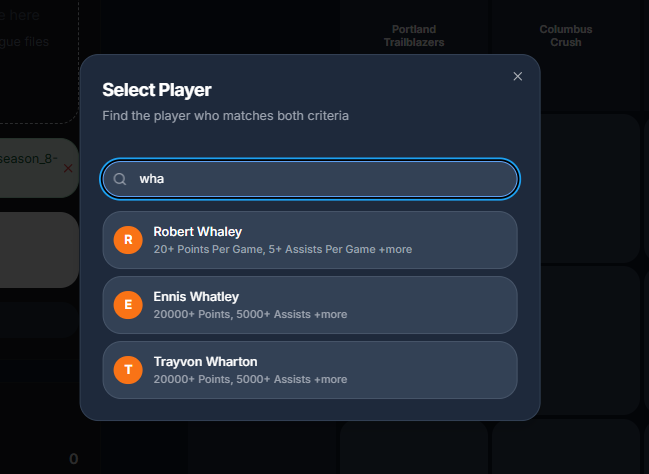 e here
gue files
Portland
Trailblazers
Columbus
Crush
Select Player
Find the player who matches both criteria
wha
season_8-
R
Robert Whaley
20+ Points Per Game, 5+ Assists Per Game +more
E
Ennis Whatley
20000+ Points, 5000+ Assists +more
T
Trayvon Wharton
20000+ Points, 5000+ Assists +more
0